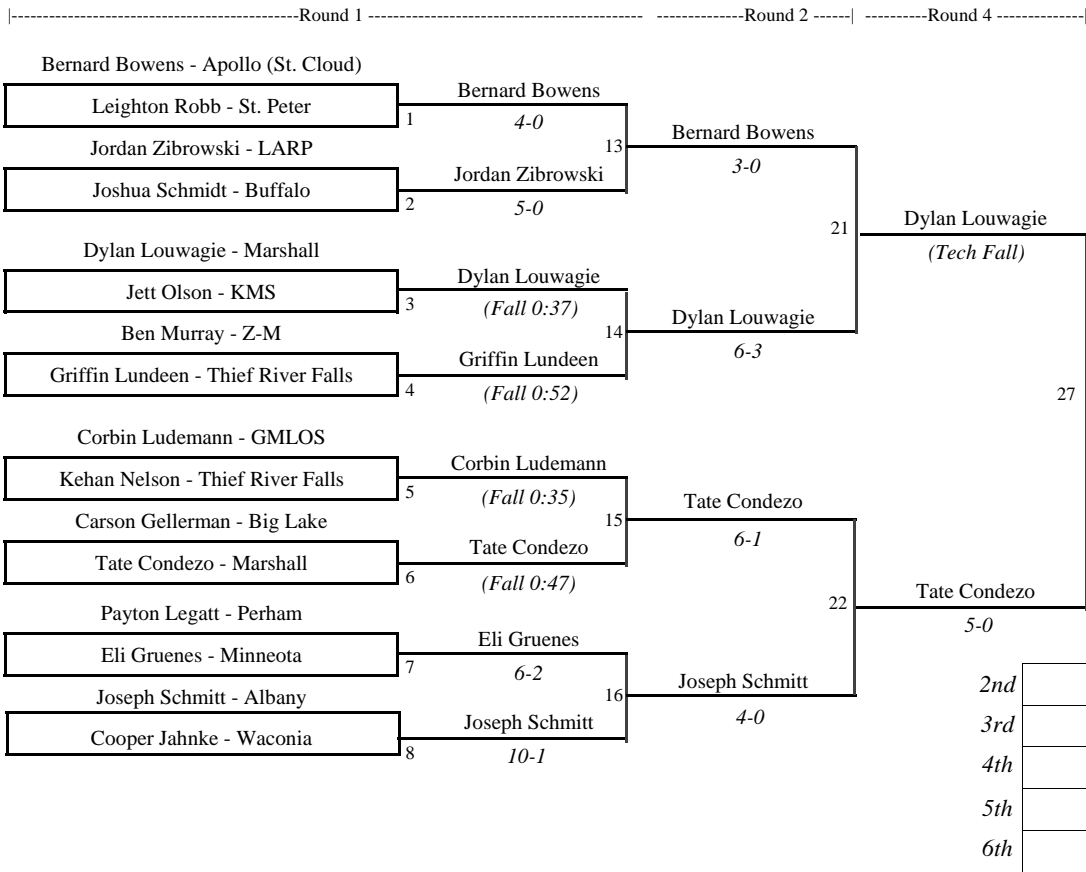 |-----------------------------------------------Round 1 --------------------------------------------- ----------------Round 2 ------| ----------Round 4 --------------|
Bernard Bowens - Apollo (St. Cloud)
Leighton Robb - St. Peter
1
Bernard Bowens
4-0
Jordan Zibrowski - LARP
Joshua Schmidt - Buffalo
2
Jordan Zibrowski
5-0
13
Bernard Bowens
3-0
Dylan Louwagie - Marshall
Jett Olson - KMS
3
Dylan Louwagie
(Fall 0:37)
Ben Murray - Z-M
Griffin Lundeen - Thief River Falls
4
Griffin Lundeen
(Fall 0:52)
14
Dylan Louwagie
6-3
21
Dylan Louwagie
(Tech Fall)
Corbin Ludemann - GMLOS
Kehan Nelson - Thief River Falls
5
Corbin Ludemann
(Fall 0:35)
Carson Gellerman - Big Lake
Tate Condezo - Marshall
6
Tate Condezo
(Fall 0:47)
15
Tate Condezo
6-1
Payton Legatt - Perham
Eli Gruenes - Minneota
7
Eli Gruenes
6-2
Joseph Schmitt - Albany
Cooper Jahnke - Waconia
8
Joseph Schmitt
10-1
16
Joseph Schmitt
4-0
22
Tate Condezo
5-0
27
2nd
3rd
4th
5th
6th